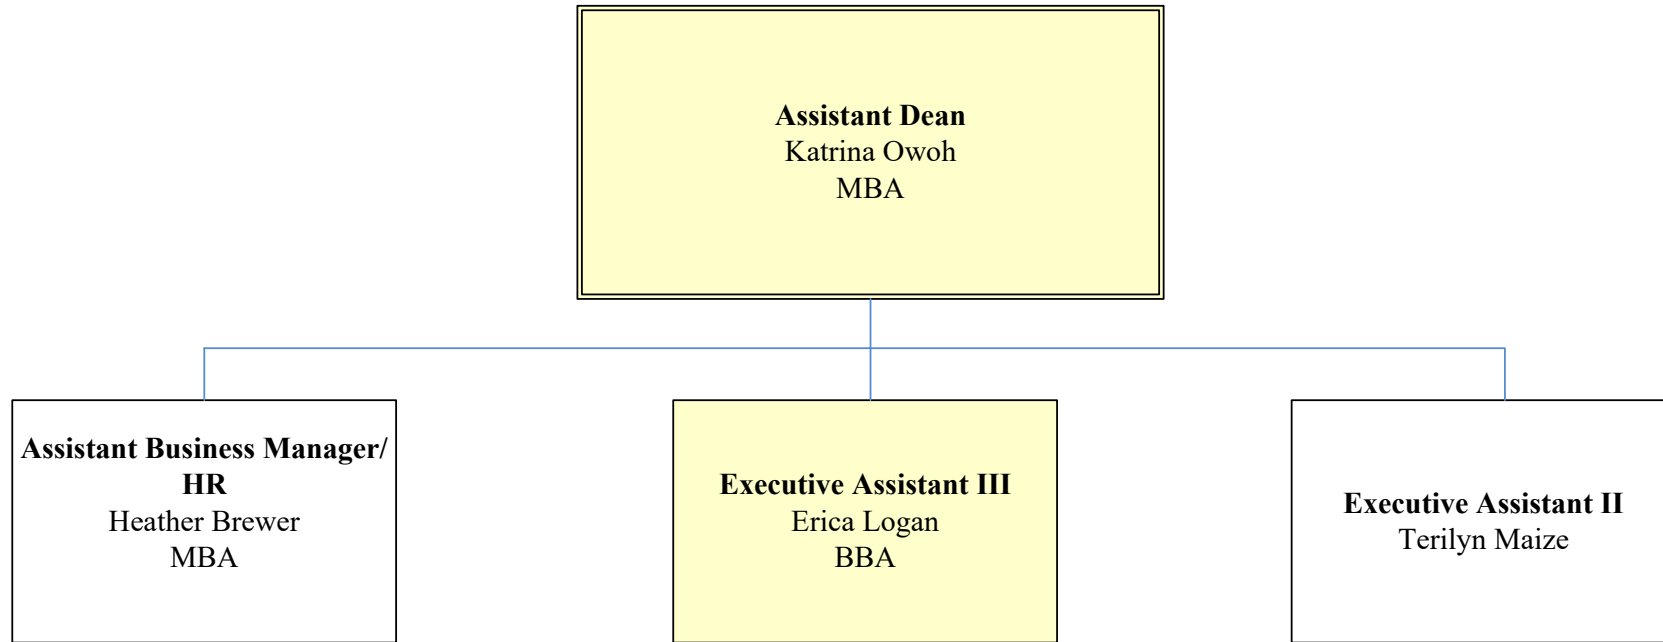 Assistant Dean
Katrina Owoh
MBA
Assistant Business Manager/
HR
Heather Brewer
MBA
Executive Assistant III
Erica Logan
BBA
Executive Assistant II
Terilyn Maize